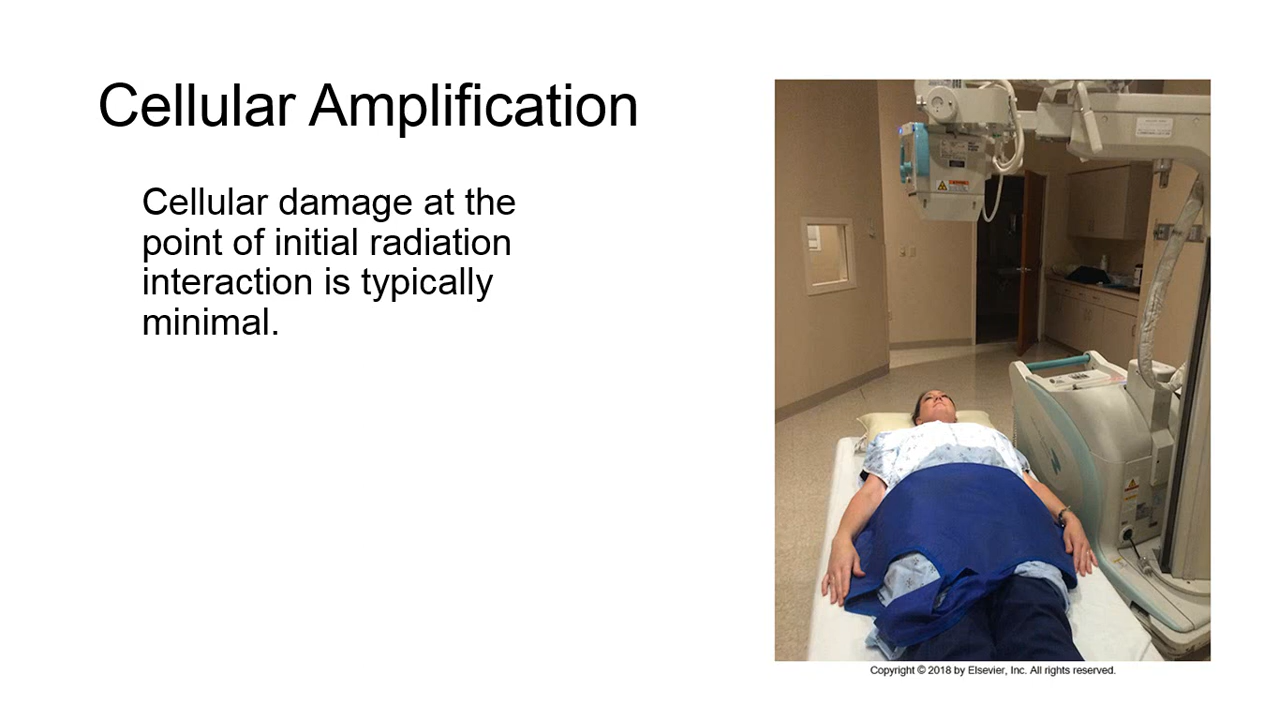 Cellular Amplification
Cellular damage at the
point of initial radiation
interaction is typically
minimal.
Copyright © 2018 by Elsevier, Inc. All rights reserved.